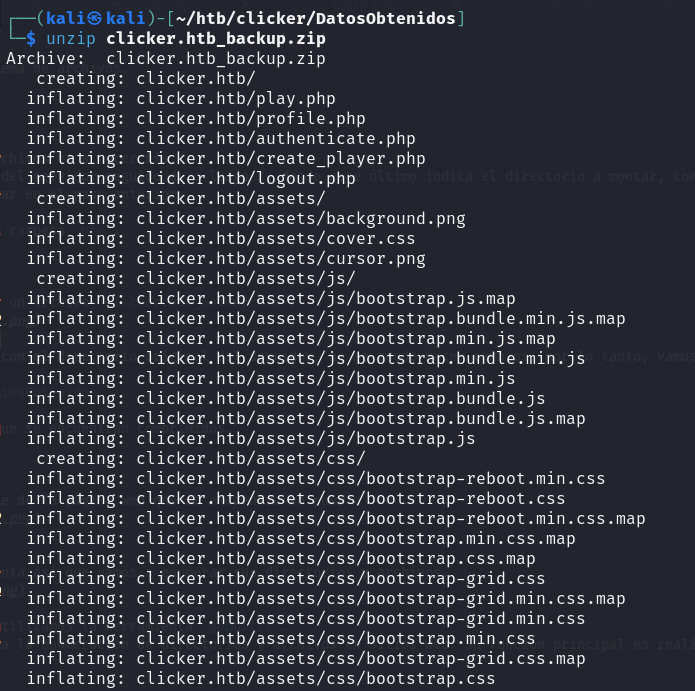 ┌──(kali㉿kali)-[~/htb/clicker/DatosObtenidos]
└─$ unzip clicker.htb_backup.zip
Archive:  clicker.htb_backup.zip
   creating: clicker.htb/
  inflating: clicker.htb/play.php
  inflating: clicker.htb/profile.php
  inflating: clicker.htb/authenticate.php
  inflating: clicker.htb/create_player.php
  inflating: clicker.htb/logout.php
   creating: clicker.htb/assets/
  inflating: clicker.htb/assets/background.png
  inflating: clicker.htb/assets/cover.css
  inflating: clicker.htb/assets/cursor.png
   creating: clicker.htb/assets/js/
  inflating: clicker.htb/assets/js/bootstrap.js.map
  inflating: clicker.htb/assets/js/bootstrap.bundle.min.js.map
  inflating: clicker.htb/assets/js/bootstrap.min.js.map
  inflating: clicker.htb/assets/js/bootstrap.bundle.min.js
  inflating: clicker.htb/assets/js/bootstrap.min.js
  inflating: clicker.htb/assets/js/bootstrap.bundle.js
  inflating: clicker.htb/assets/js/bootstrap.bundle.js.map
  inflating: clicker.htb/assets/js/bootstrap.js
   creating: clicker.htb/assets/css/
  inflating: clicker.htb/assets/css/bootstrap-reboot.min.css
  inflating: clicker.htb/assets/css/bootstrap-reboot.css
  inflating: clicker.htb/assets/css/bootstrap-reboot.min.css.map
  inflating: clicker.htb/assets/css/bootstrap.min.css.map
  inflating: clicker.htb/assets/css/bootstrap.css.map
  inflating: clicker.htb/assets/css/bootstrap-grid.css
  inflating: clicker.htb/assets/css/bootstrap-grid.min.css.map
  inflating: clicker.htb/assets/css/bootstrap-grid.min.css
  inflating: clicker.htb/assets/css/bootstrap.min.css
  inflating: clicker.htb/assets/css/bootstrap-grid.css.map
  inflating: clicker.htb/assets/css/bootstrap.css